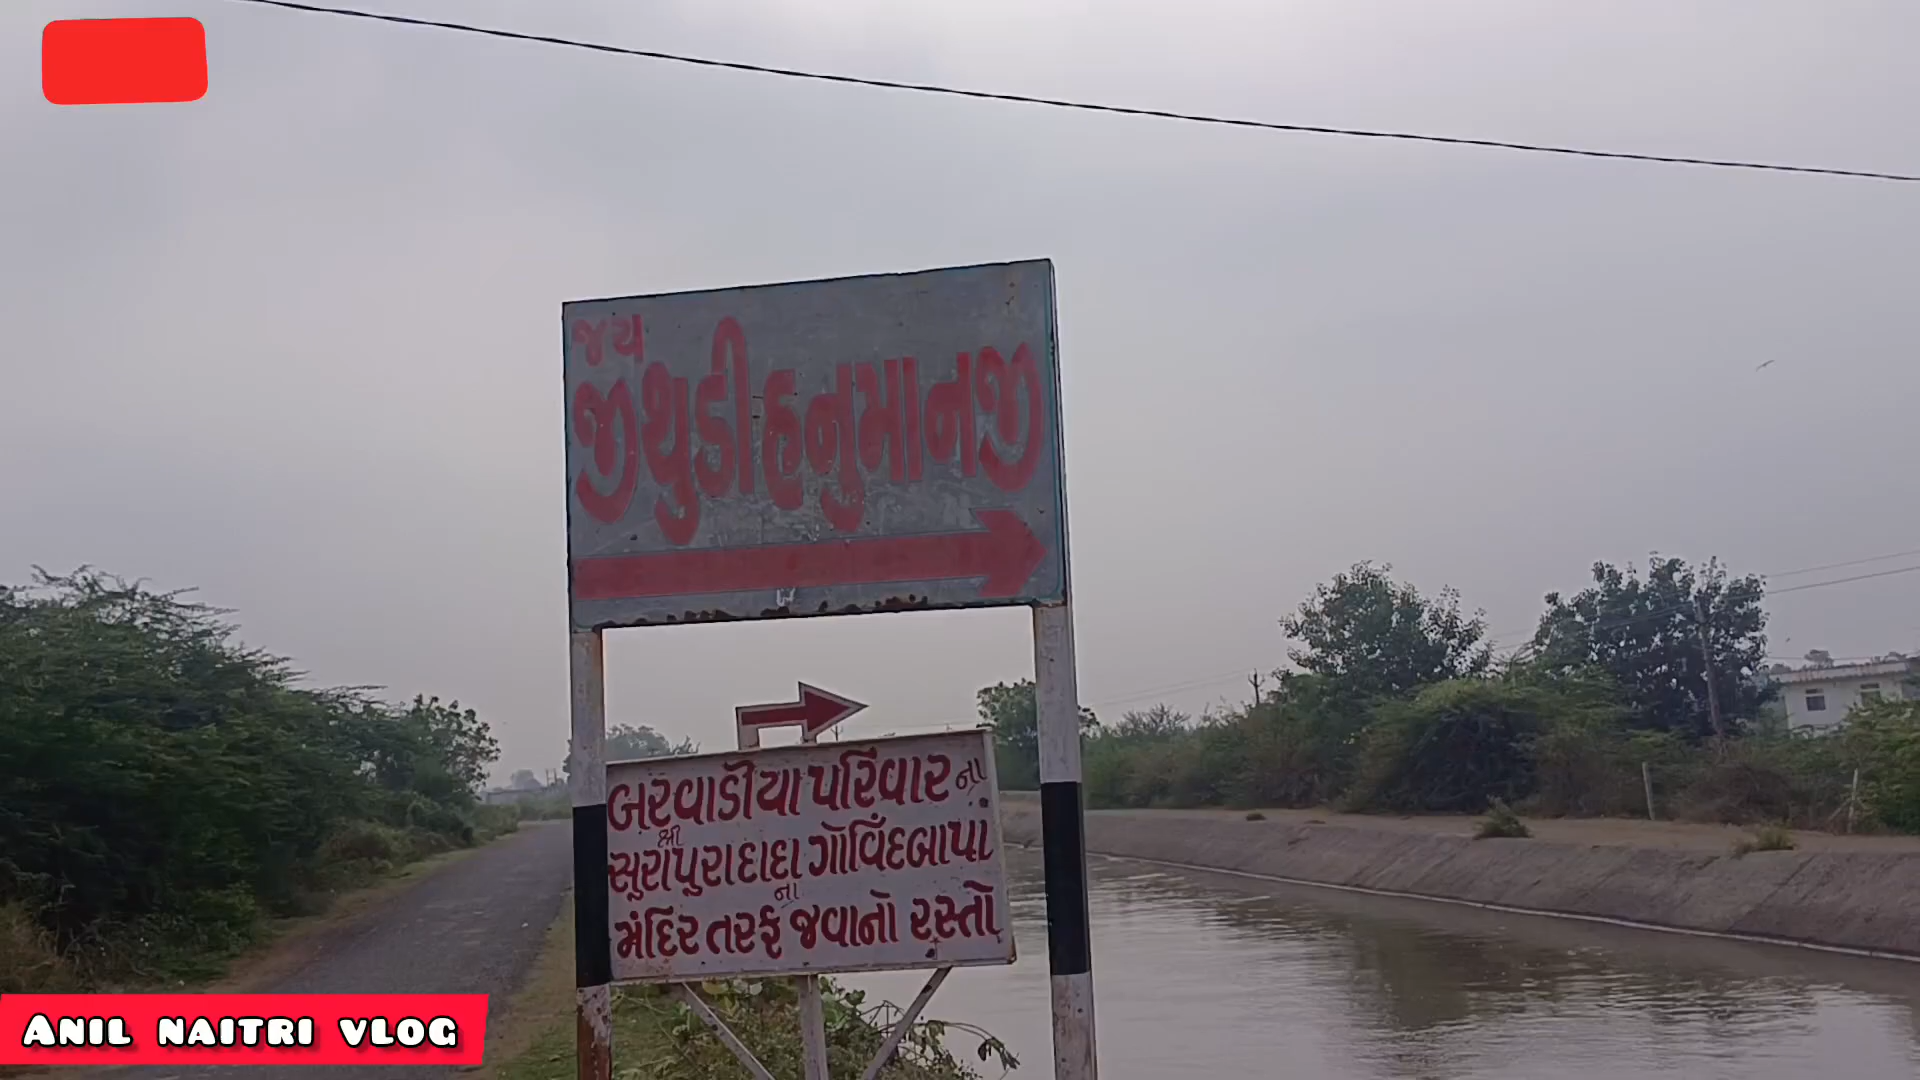 જય
જીથુડી હનુમાનજી
બરવાડીયા પરિવાર ના
શ્રી
સુરાપુરા દાદા ગોવિંદબાપા
ના
મંદિર તરફ જવાનો રસ્તો
ANIL NAITRI VLOG